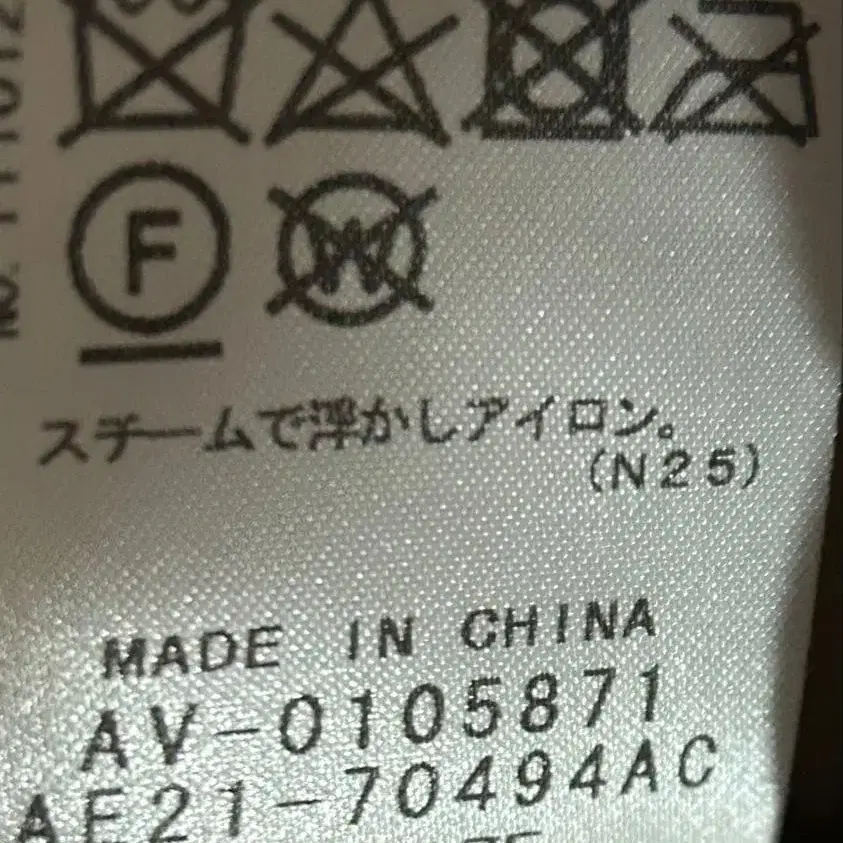 F W
スチームで浮かしアイロン。
(N25)
MADE IN CHINA
AV-0105871
AE21-70494AC